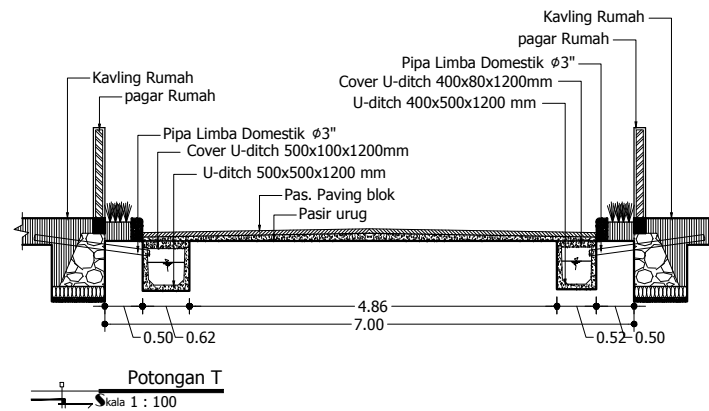 Kavling Rumah
pagar Rumah
Pipa Limba Domestik ϕ3"
Cover U-ditch 400x80x1200mm
U-ditch 400x500x1200 mm
Kavling Rumah
pagar Rumah
Pipa Limba Domestik ϕ3"
Cover U-ditch 500x100x1200mm
U-ditch 500x500x1200 mm
Pas. Paving blok
Pasir urug
4.86
7.00
0.50
0.62
0.52
0.50
Potongan T
Skala 1 : 100